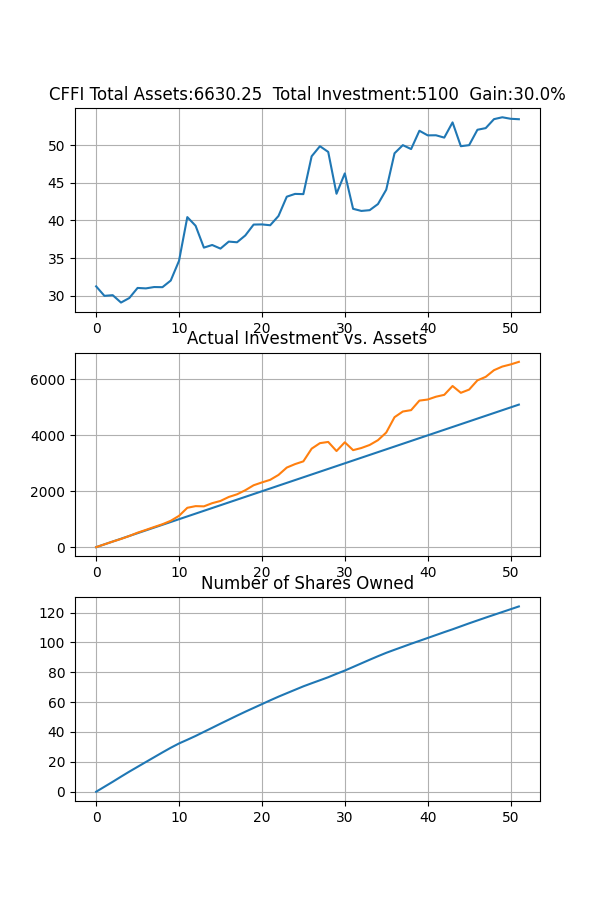 CFFI Total Assets:6630.25  Total Investment:5100  Gain:30.0%
50
45
40
35
30
0 10 20 30 40 50
Actual Investment vs. Assets
6000
4000
2000
0
0 10 20 30 40 50
Number of Shares Owned
120
100
80
60
40
20
0
0 10 20 30 40 50